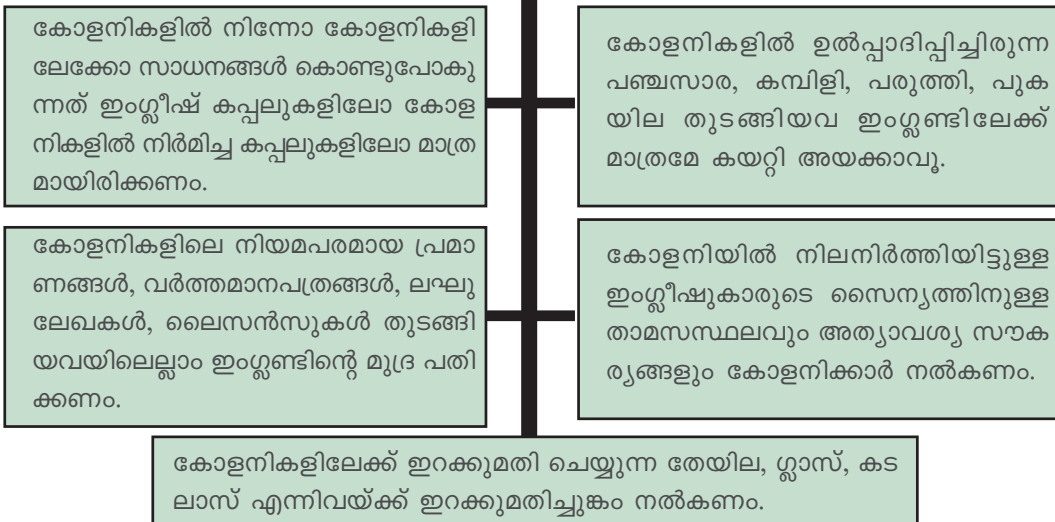 കോളനികളിൽ നിന്നോ കോളനികളി
ലേക്കോ സാധനങ്ങൾ കൊണ്ടുപോകു
ന്നത് ഇംഗ്ലീഷ് കപ്പലുകളിലോ കോള
നികളിൽ നിർമിച്ച കപ്പലുകളിലോ മാത്ര
മായിരിക്കണം.
കോളനികളിൽ ഉൽപ്പാദിപ്പിച്ചിരുന്ന
പഞ്ചസാര, കമ്പിളി, പരുത്തി, പുക
യില തുടങ്ങിയവ ഇംഗ്ലണ്ടിലേക്ക്
മാത്രമേ കയറ്റി അയക്കാവൂ.
കോളനികളിലെ നിയമപരമായ പ്രമാ
ണങ്ങൾ, വർത്തമാനപത്രങ്ങൾ, ലഘു
ലേഖകൾ, ലൈസൻസുകൾ തുടങ്ങി
യവയിലെല്ലാം ഇംഗ്ലണ്ടിന്റെ മുദ്ര പതി
ക്കണം.
കോളനിയിൽ നിലനിർത്തിയിട്ടുള്ള
ഇംഗ്ലീഷുകാരുടെ സൈന്യത്തിനുള്ള
താമസസ്ഥലവും അത്യാവശ്യ സൗക
ര്യങ്ങളും കോളനിക്കാർ നൽകണം.
കോളനികളിലേക്ക് ഇറക്കുമതി ചെയ്യുന്ന തേയില, ഗ്ലാസ്, കട
ലാസ് എന്നിവയ്ക്ക് ഇറക്കുമതിച്ചുങ്കം നൽകണം.